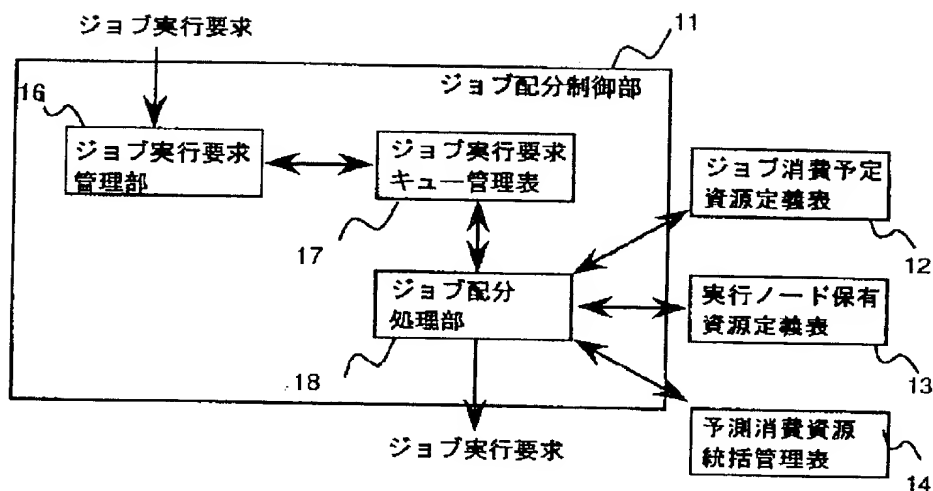 ジョブ実行要求
11
ジョブ配分制御部
16
ジョブ実行要求
管理部
ジョブ実行要求
キュー管理表
17
ジョブ消費予定
資源定義表
12
ジョブ配分
処理部
18
実行ノード保有
資源定義表
13
ジョブ実行要求
予測消費資源
統括管理表
14